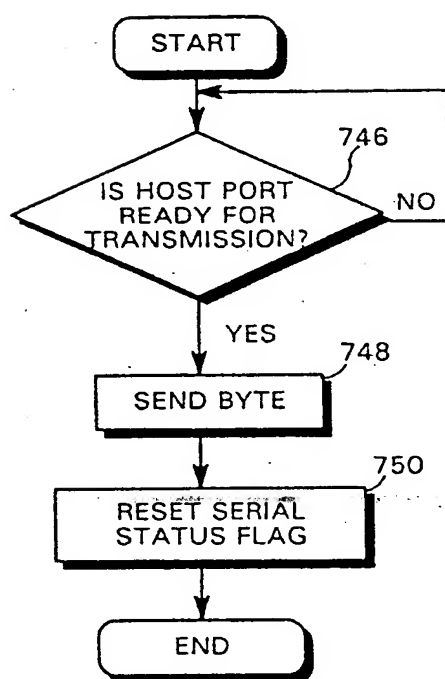 START
746
IS HOST PORT
READY FOR
TRANSMISSION?
NO
YES
748
SEND BYTE
750
RESET SERIAL
STATUS FLAG
END